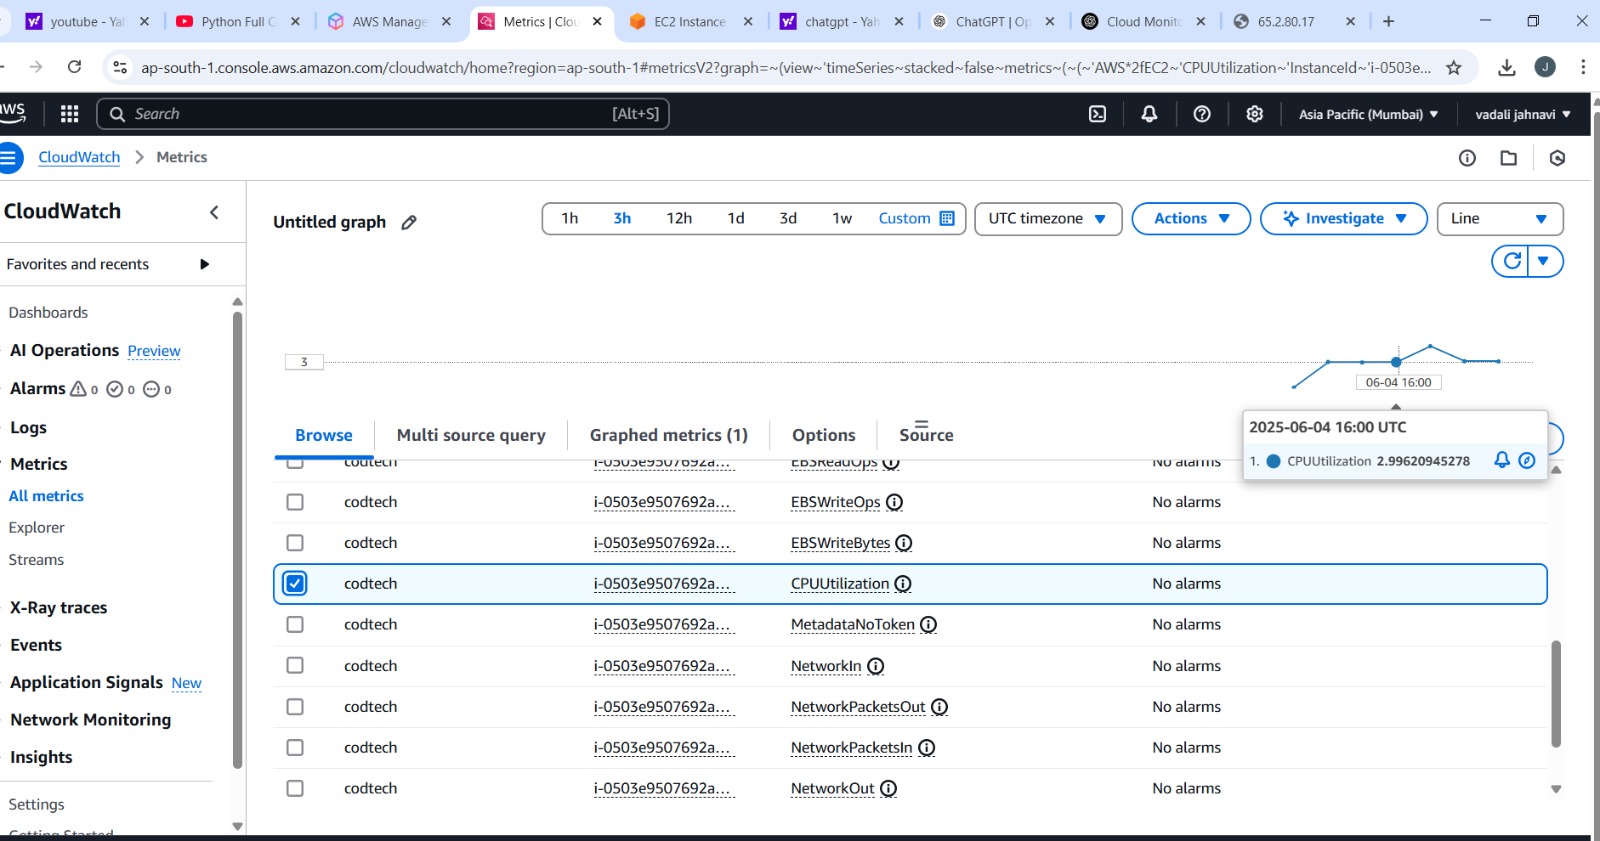 youtube - Yah
Python Full C
AWS Manage
Metrics | Clou
EC2 Instance
chatgpt - Yah
ChatGPT | Op
Cloud Monito
65.2.80.17
ap-south-1.console.aws.amazon.com/cloudwatch/home?region=ap-south-1#metricsV2?graph=~(view~'timeSeries~stacked~false~metrics~(~(~'AWS*2fEC2~'CPUUtilization~'InstanceId~'i-0503e...
J
aws
Search
[Alt+S]
Asia Pacific (Mumbai)
vadali jahnavi
CloudWatch
Metrics
CloudWatch
Favorites and recents
Dashboards
AI Operations Preview
Alarms 0 0 0
Logs
Metrics
All metrics
Explorer
Streams
X-Ray traces
Events
Application Signals New
Network Monitoring
Insights
Settings
Getting Started
Untitled graph
1h 3h 12h 1d 3d 1w Custom
UTC timezone
Actions
Investigate
Line
3
06-04 16:00
2025-06-04 16:00 UTC
1. CPUUtilization 2.99620945278
Browse Multi source query Graphed metrics (1) Options Source
codtech i-0503e9507692a... EBSReadOps No alarms
codtech i-0503e9507692a... EBSWriteOps No alarms
codtech i-0503e9507692a... EBSWriteBytes No alarms
codtech i-0503e9507692a... CPUUtilization No alarms
codtech i-0503e9507692a... MetadataNoToken No alarms
codtech i-0503e9507692a... NetworkIn No alarms
codtech i-0503e9507692a... NetworkPacketsOut No alarms
codtech i-0503e9507692a... NetworkPacketsIn No alarms
codtech i-0503e9507692a... NetworkOut No alarms